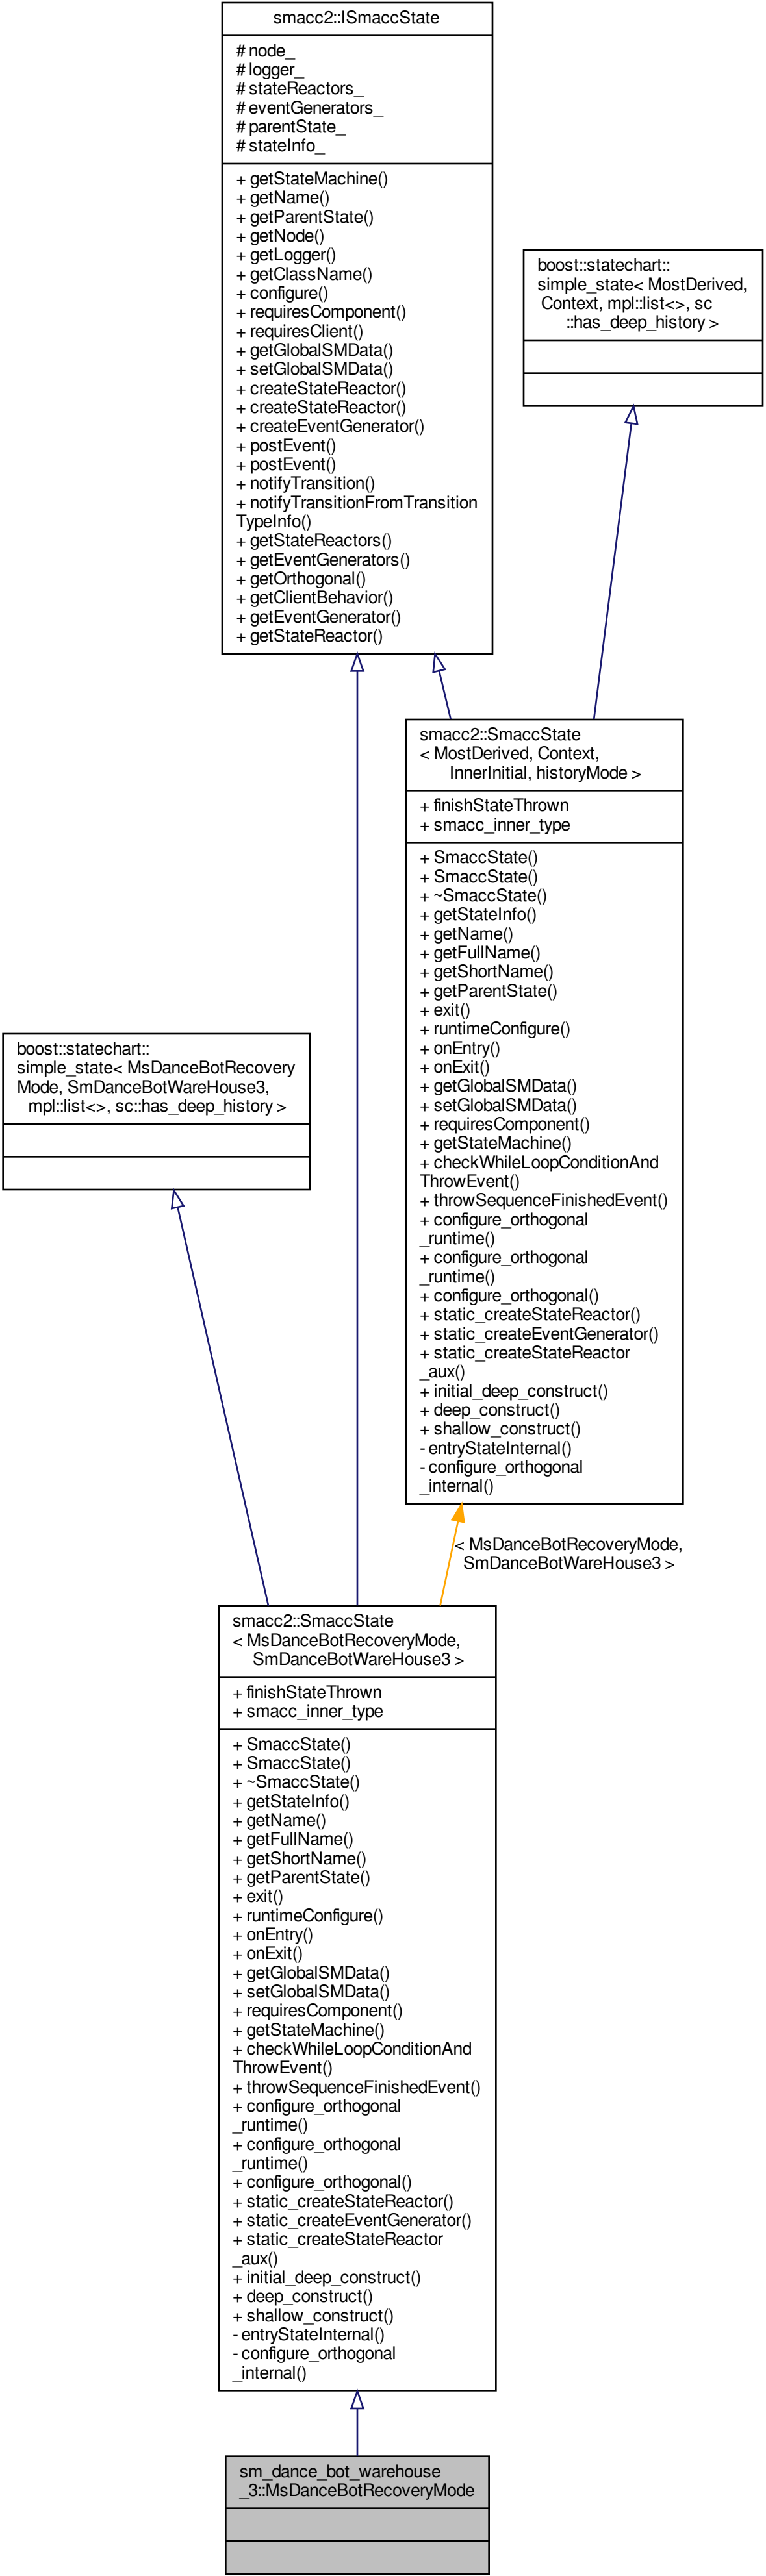 smacc2::ISmaccState
# node_
# logger_
# stateReactors_
# eventGenerators_
# parentState_
# stateInfo_
+ getStateMachine()
+ getName()
+ getParentState()
+ getNode()
+ getLogger()
+ getClassName()
+ configure()
+ requiresComponent()
+ requiresClient()
+ getGlobalSMData()
+ setGlobalSMData()
+ createStateReactor()
+ createStateReactor()
+ createEventGenerator()
+ postEvent()
+ postEvent()
+ notifyTransition()
+ notifyTransitionFromTransition
TypeInfo()
+ getStateReactors()
+ getEventGenerators()
+ getOrthogonal()
+ getClientBehavior()
+ getEventGenerator()
+ getStateReactor()
boost::statechart::
simple_state< MostDerived,
Context, mpl::list<>, sc
::has_deep_history >
smacc2::SmaccState
< MostDerived, Context,
InnerInitial, historyMode >
+ finishStateThrown
+ smacc_inner_type
+ SmaccState()
+ SmaccState()
+ ~SmaccState()
+ getStateInfo()
+ getName()
+ getFullName()
+ getShortName()
+ getParentState()
+ exit()
+ runtimeConfigure()
+ onEntry()
+ onExit()
+ getGlobalSMData()
+ setGlobalSMData()
+ requiresComponent()
+ getStateMachine()
+ checkWhileLoopConditionAnd
ThrowEvent()
+ throwSequenceFinishedEvent()
+ configure_orthogonal
_runtime()
+ configure_orthogonal
_runtime()
+ configure_orthogonal()
+ static_createStateReactor()
+ static_createEventGenerator()
+ static_createStateReactor
_aux()
+ initial_deep_construct()
+ deep_construct()
+ shallow_construct()
- entryStateInternal()
- configure_orthogonal
_internal()
boost::statechart::
simple_state< MsDanceBotRecovery
Mode, SmDanceBotWareHouse3,
mpl::list<>, sc::has_deep_history >
< MsDanceBotRecoveryMode,
SmDanceBotWareHouse3 >
smacc2::SmaccState
< MsDanceBotRecoveryMode,
SmDanceBotWareHouse3 >
+ finishStateThrown
+ smacc_inner_type
+ SmaccState()
+ SmaccState()
+ ~SmaccState()
+ getStateInfo()
+ getName()
+ getFullName()
+ getShortName()
+ getParentState()
+ exit()
+ runtimeConfigure()
+ onEntry()
+ onExit()
+ getGlobalSMData()
+ setGlobalSMData()
+ requiresComponent()
+ getStateMachine()
+ checkWhileLoopConditionAnd
ThrowEvent()
+ throwSequenceFinishedEvent()
+ configure_orthogonal
_runtime()
+ configure_orthogonal
_runtime()
+ configure_orthogonal()
+ static_createStateReactor()
+ static_createEventGenerator()
+ static_createStateReactor
_aux()
+ initial_deep_construct()
+ deep_construct()
+ shallow_construct()
- entryStateInternal()
- configure_orthogonal
_internal()
sm_dance_bot_warehouse
_3::MsDanceBotRecoveryMode